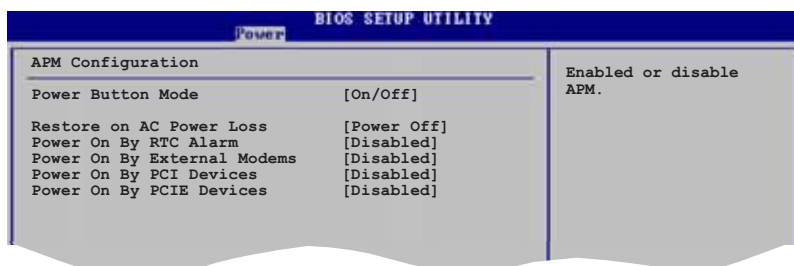 BIOS SETUP UTILITY
Power
APM Configuration
Power Button Mode [On/Off]
Restore on AC Power Loss [Power Off]
Power On By RTC Alarm [Disabled]
Power On By External Modems [Disabled]
Power On By PCI Devices [Disabled]
Power On By PCIE Devices [Disabled]
Enabled or disable
APM.